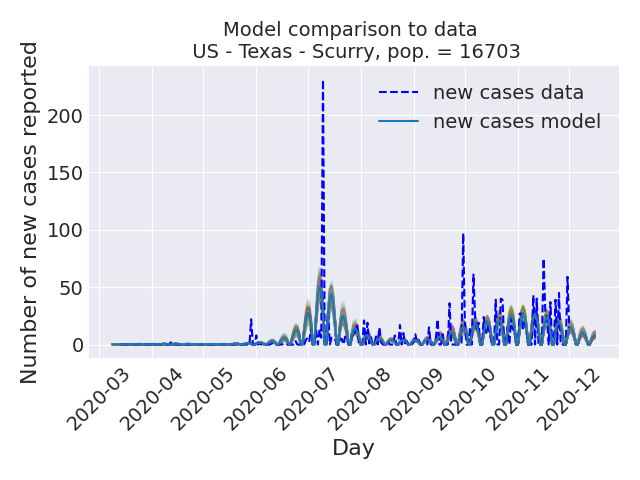 Model comparison to data
US - Texas - Scurry, pop. = 16703
Number of new cases reported
200
150
100
50
0
new cases data
new cases model
2020-03
2020-04
2020-05
2020-06
2020-07
2020-08
2020-09
2020-10
2020-11
2020-12
Day